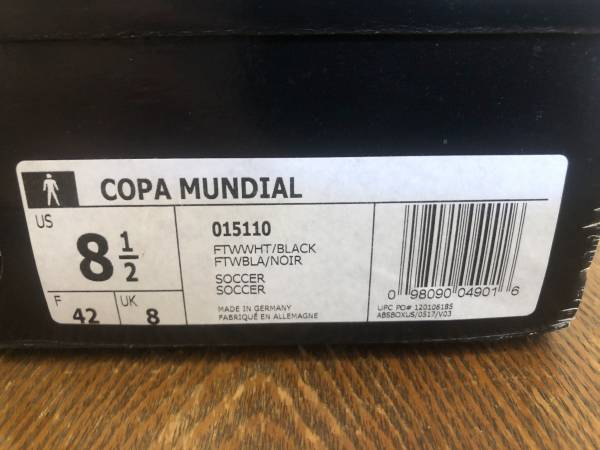 COPA MUNDIAL
US
8 1/2
F
42
UK
8
015110
FTWWHT/BLACK
FTWBLA/NOIR
SOCCER
SOCCER
MADE IN GERMANY
FABRIQUÉ EN ALLEMAGNE
0 98090 04901 6
UPC PO# 120106185
ABSBOXUS/0517/V03